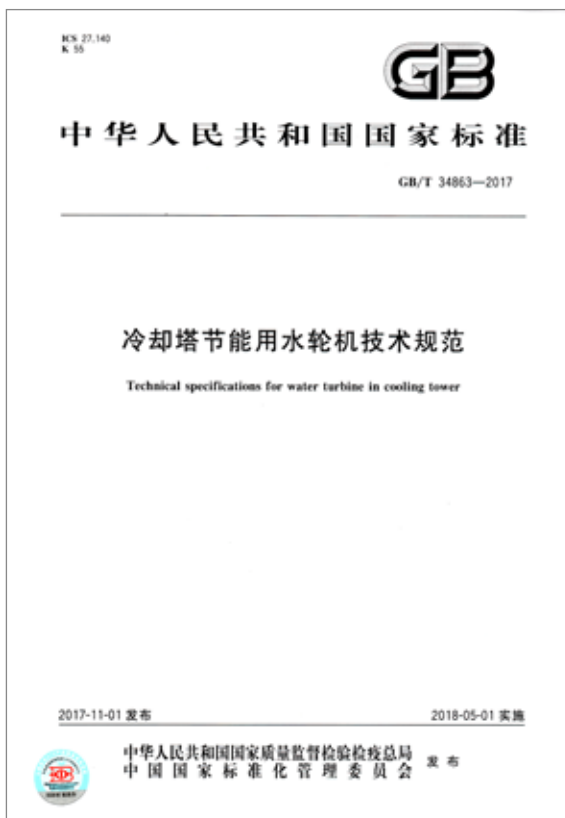 ICS 27.140
K 55
GB
中华人民共和国国家标准
GB/T 34863—2017
冷却塔节能用水轮机技术规范
Technical specifications for water turbine in cooling tower
2017-11-01 发布
2018-05-01 实施
中华人民共和国国家质量监督检验检疫总局
中国国家标准化管理委员会
发布